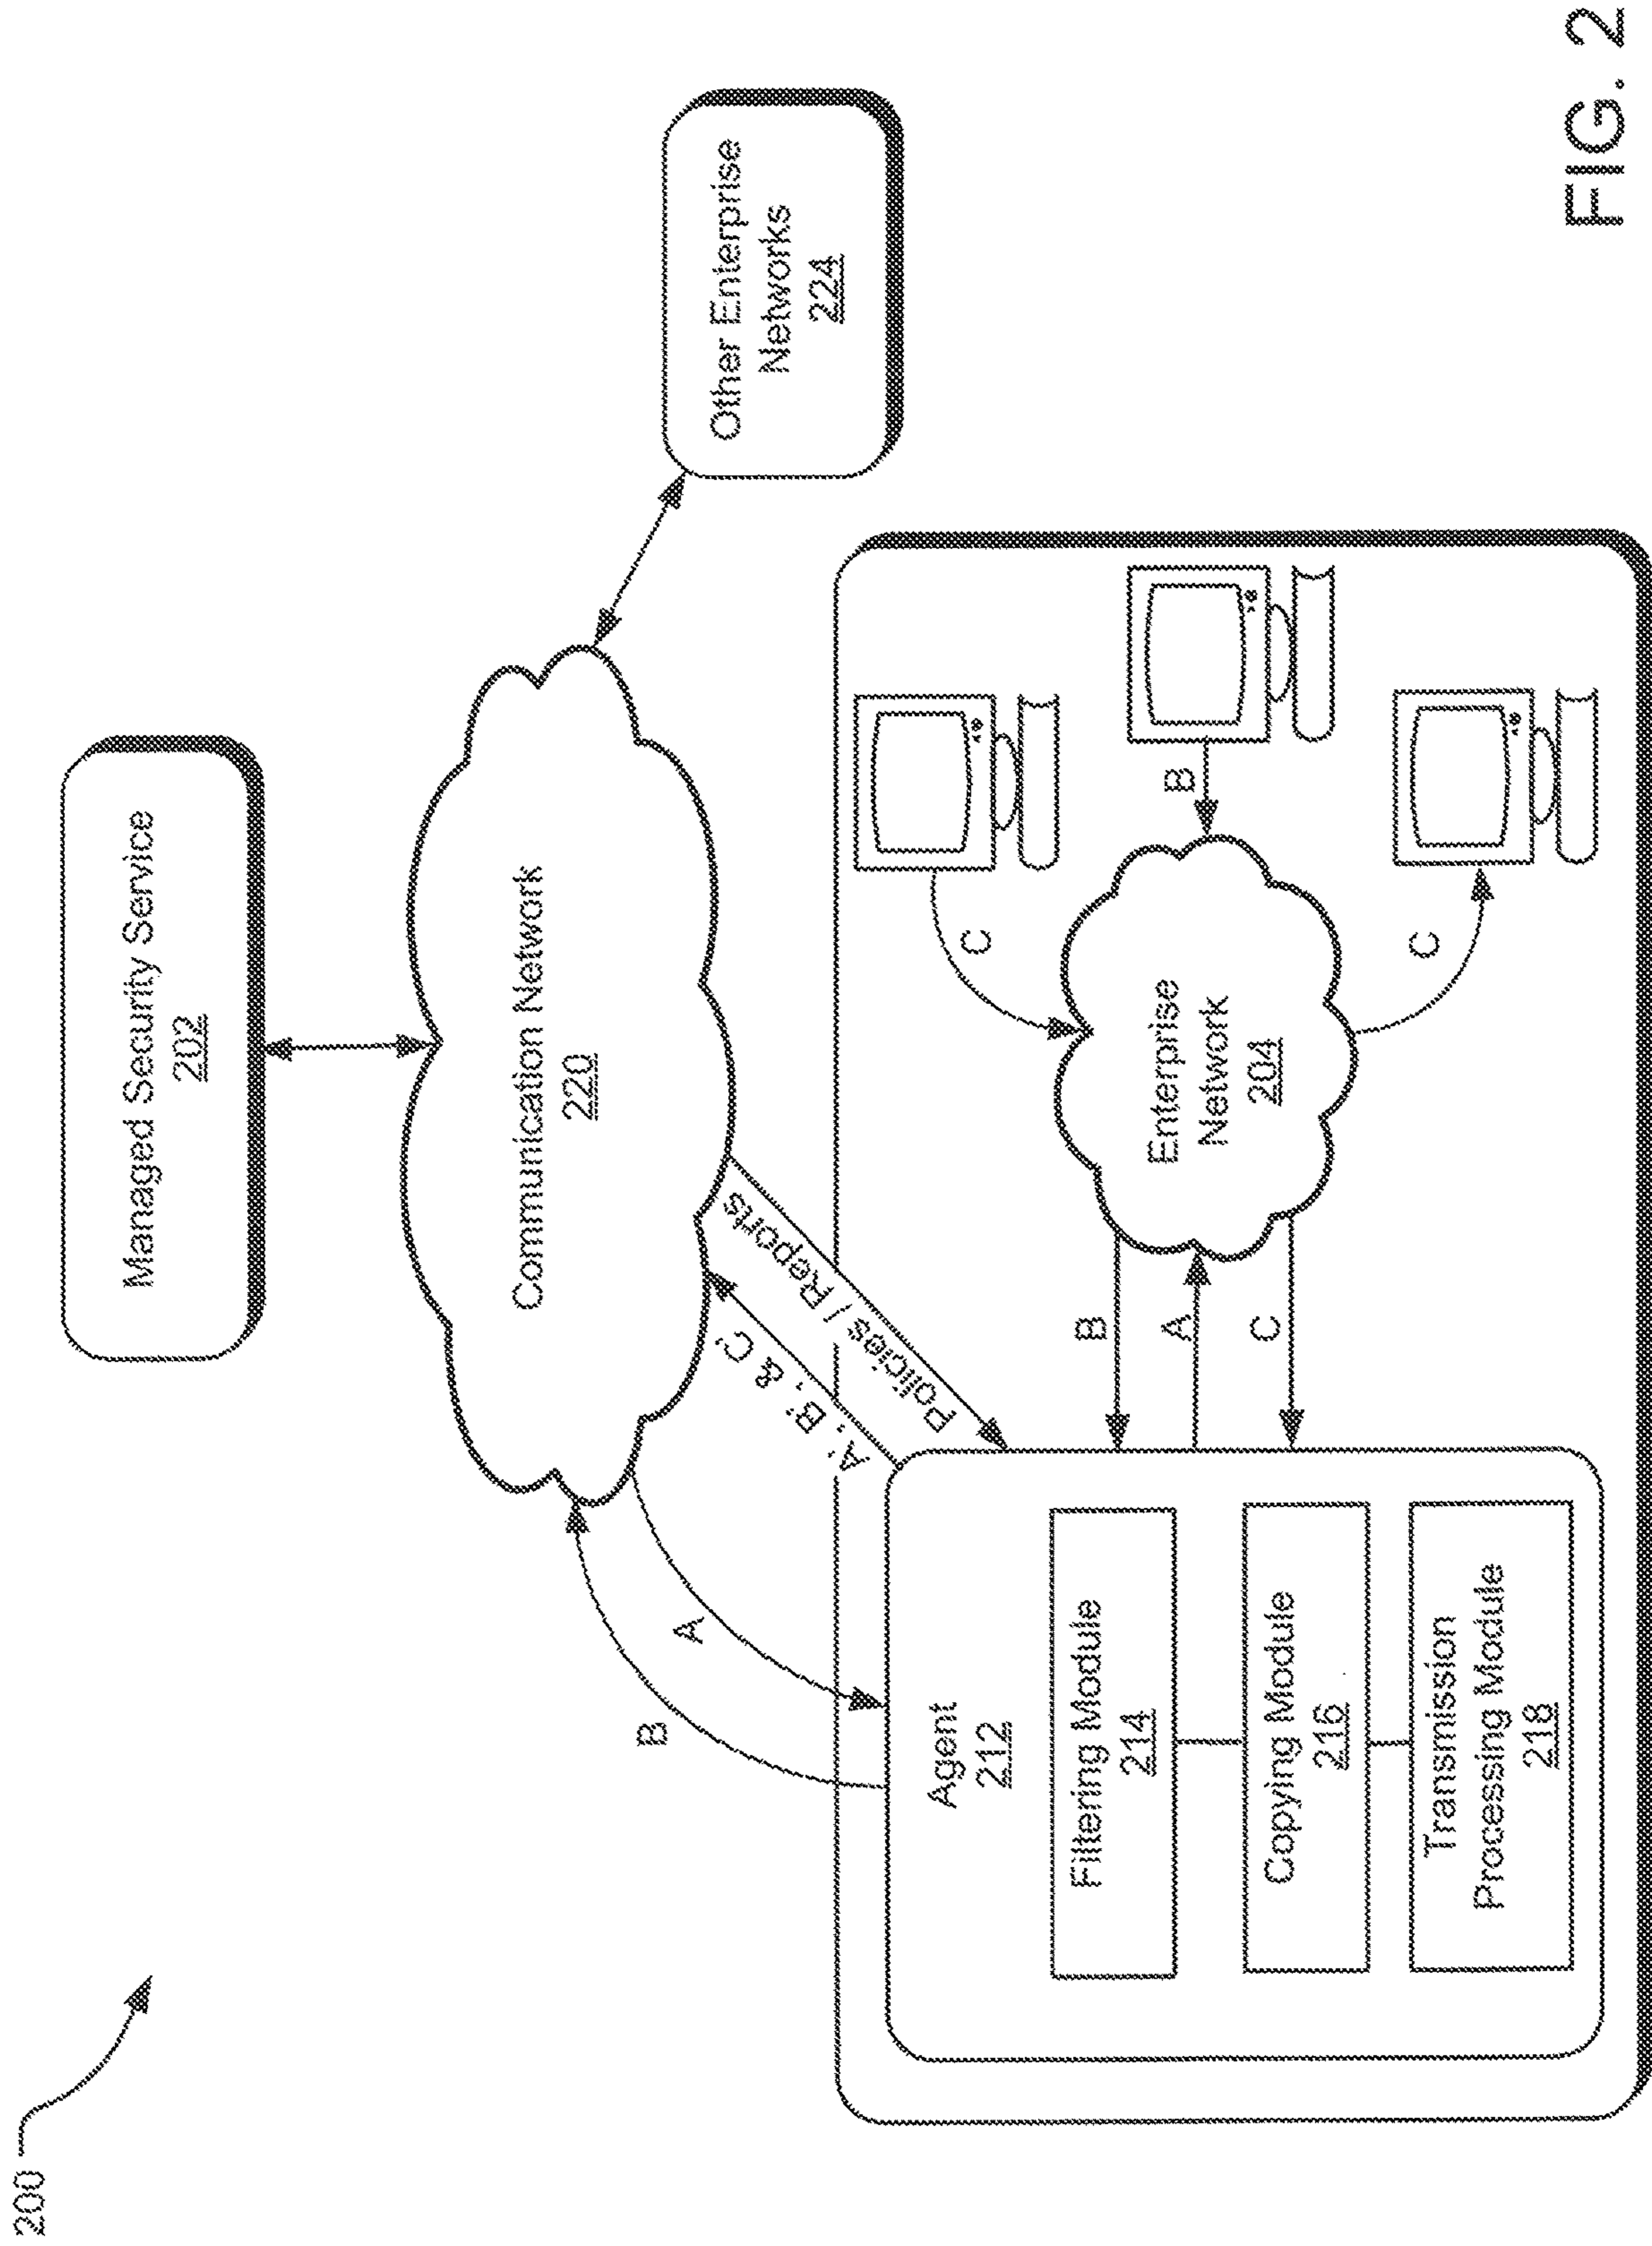 200
Managed Security Service
202
Communication Network
220
Other Enterprise
Networks
224
B
A
A', B', & C'
Policies / Reports
Agent
212
Filtering Module
214
Copying Module
216
Transmission
Processing Module
218
B
A
C
Enterprise
Network
204
C
B
C
FIG. 2